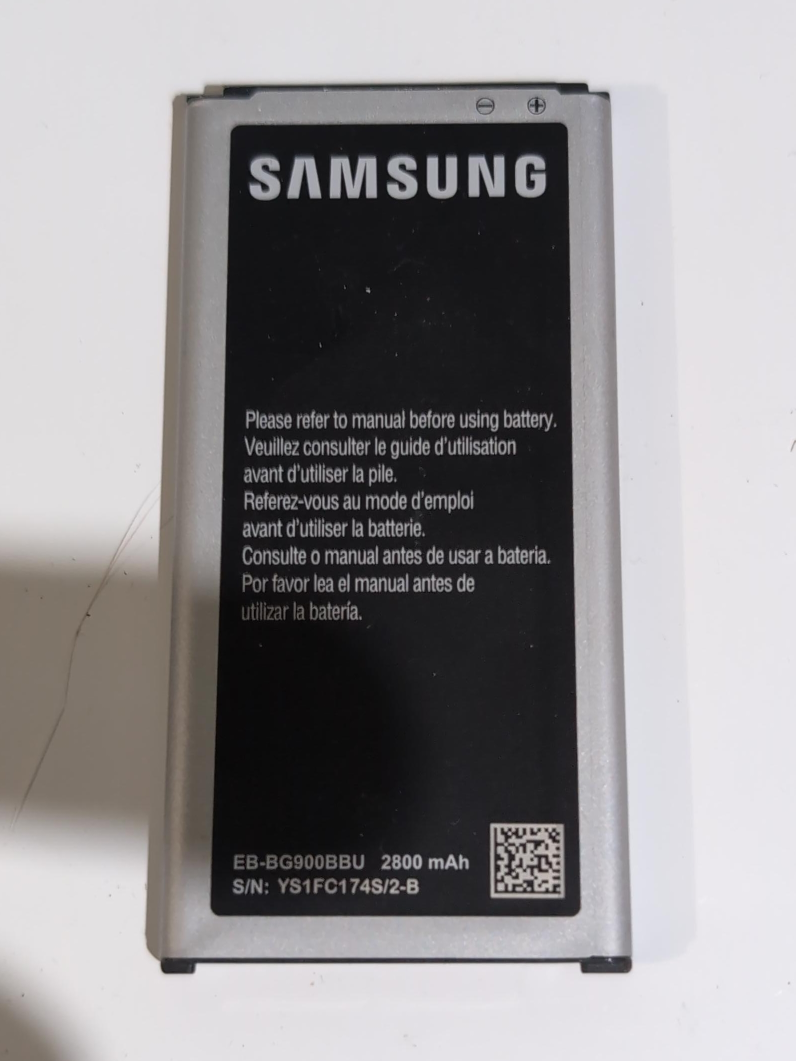 SAMSUNG
Please refer to manual before using battery.
Veuillez consulter le guide d'utilisation
avant d'utiliser la pile.
Referez-vous au mode d'emploi
avant d'utiliser la batterie.
Consulte o manual antes de usar a bateria.
Por favor lea el manual antes de
utilizar la batería.
EB-BG900BBU 2800 mAh
S/N: YS1FC174S/2-B